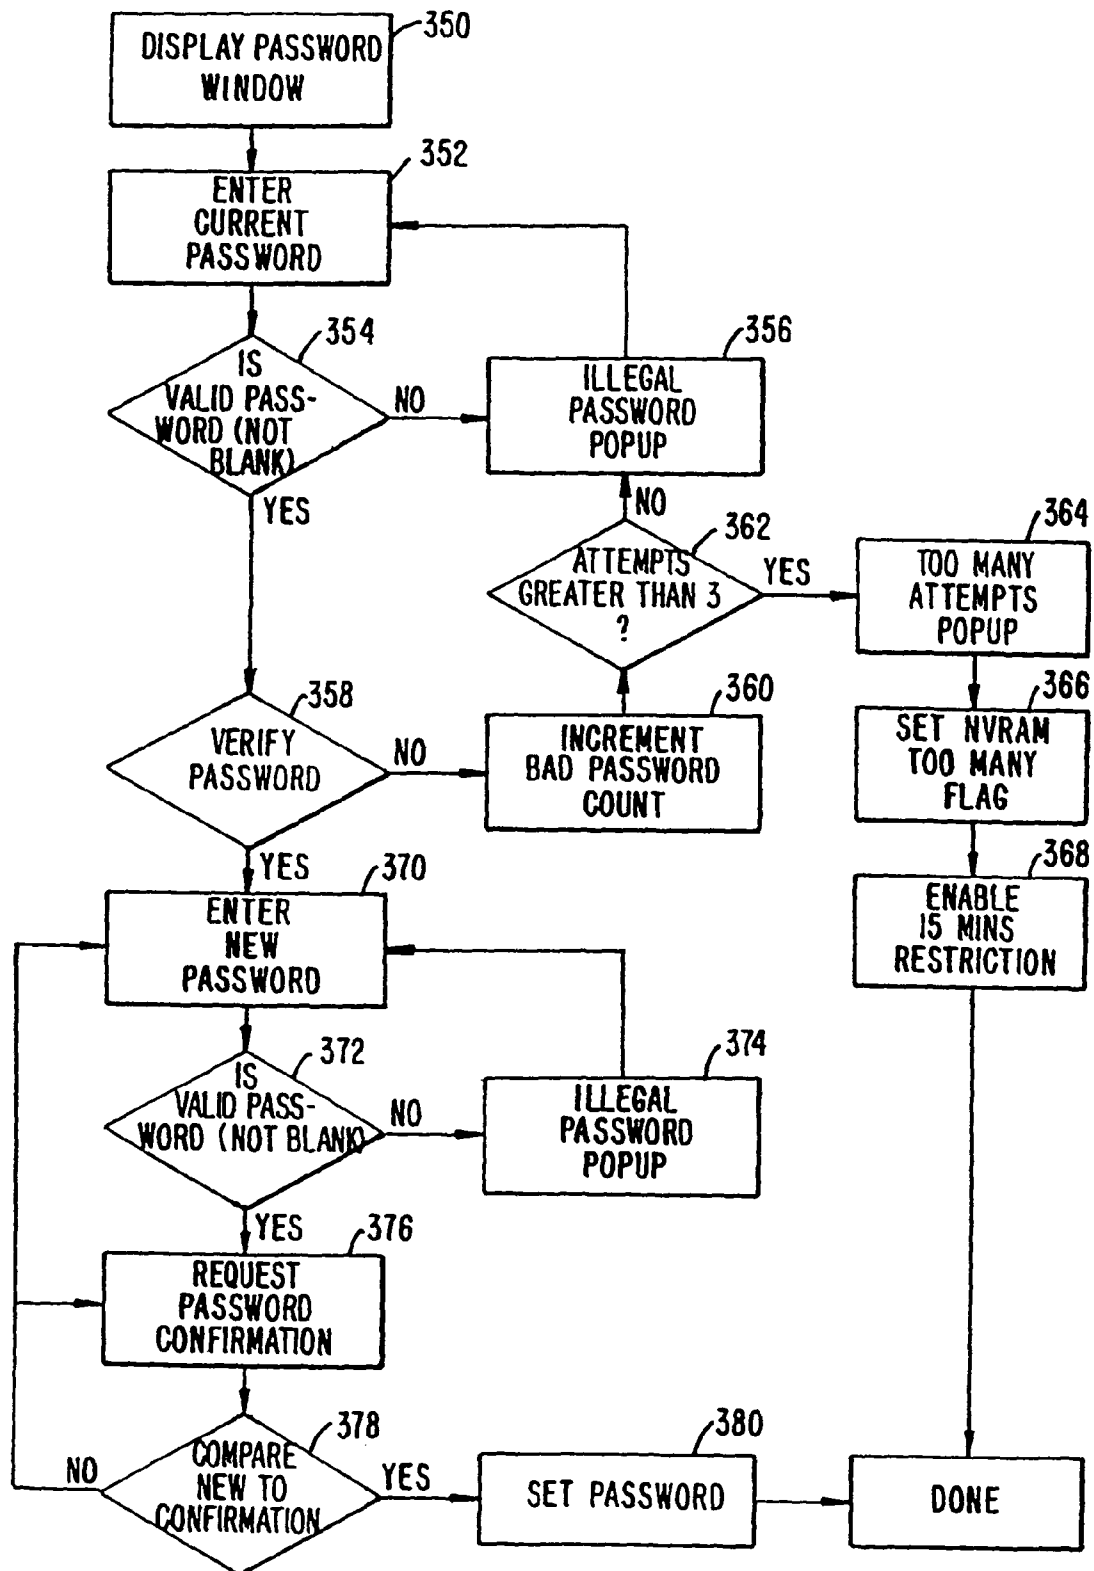 350
DISPLAY PASSWORD
WINDOW
352
ENTER
CURRENT
PASSWORD
354
IS
VALID PASS-
WORD (NOT
BLANK)
NO
YES
356
ILLEGAL
PASSWORD
POPUP
NO
362
ATTEMPTS
GREATER THAN 3
?
YES
364
TOO MANY
ATTEMPTS
POPUP
358
VERIFY
PASSWORD
NO
YES
360
INCREMENT
BAD PASSWORD
COUNT
366
SET NVRAM
TOO MANY
FLAG
368
ENABLE
15 MINS
RESTRICTION
370
ENTER
NEW
PASSWORD
372
IS
VALID PASS-
WORD (NOT BLANK)
NO
YES
374
ILLEGAL
PASSWORD
POPUP
376
REQUEST
PASSWORD
CONFIRMATION
378
COMPARE
NEW TO
CONFIRMATION
NO
YES
380
SET PASSWORD
DONE